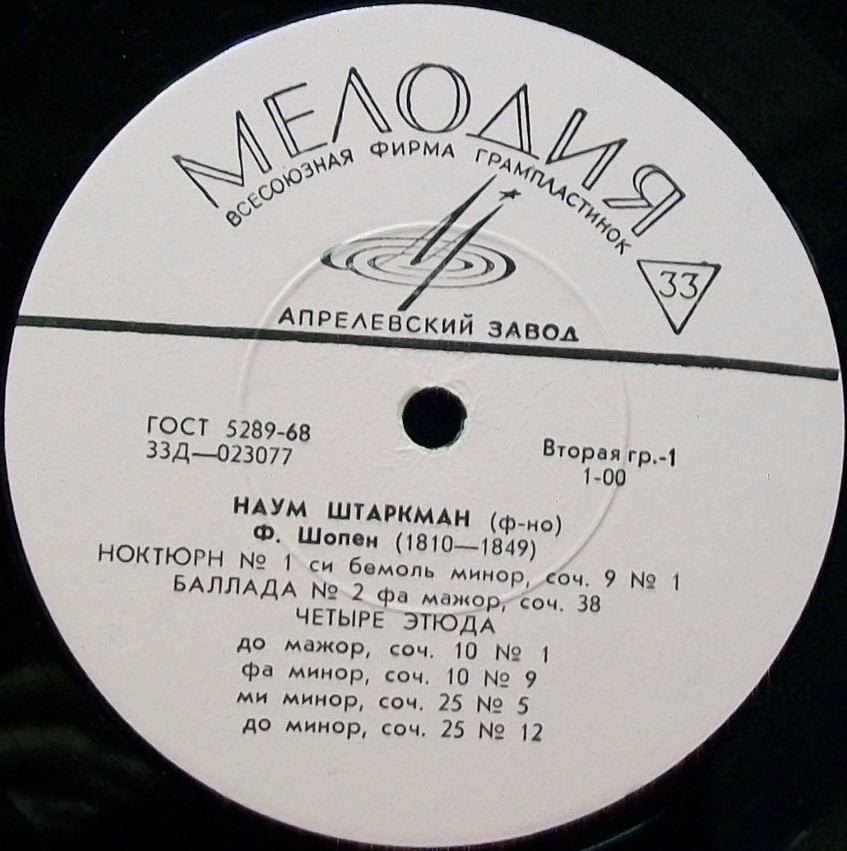 МЕЛОДИЯ
ВСЕСОЮЗНАЯ ФИРМА ГРАМПЛАСТИНОК
33
АПРЕЛЕВСКИЙ ЗАВОД
ГОСТ 5289-68
33Д—023077
Вторая гр.-1
1-00
НАУМ ШТАРКМАН (ф-но)
Ф. Шопен (1810—1849)
НОКТЮРН № 1 си бемоль минор, соч. 9 № 1
БАЛЛАДА № 2 фа мажор, соч. 38
ЧЕТЫРЕ ЭТЮДА
до мажор, соч. 10 № 1
фа минор, соч. 10 № 9
ми минор, соч. 25 № 5
до минор, соч. 25 № 12